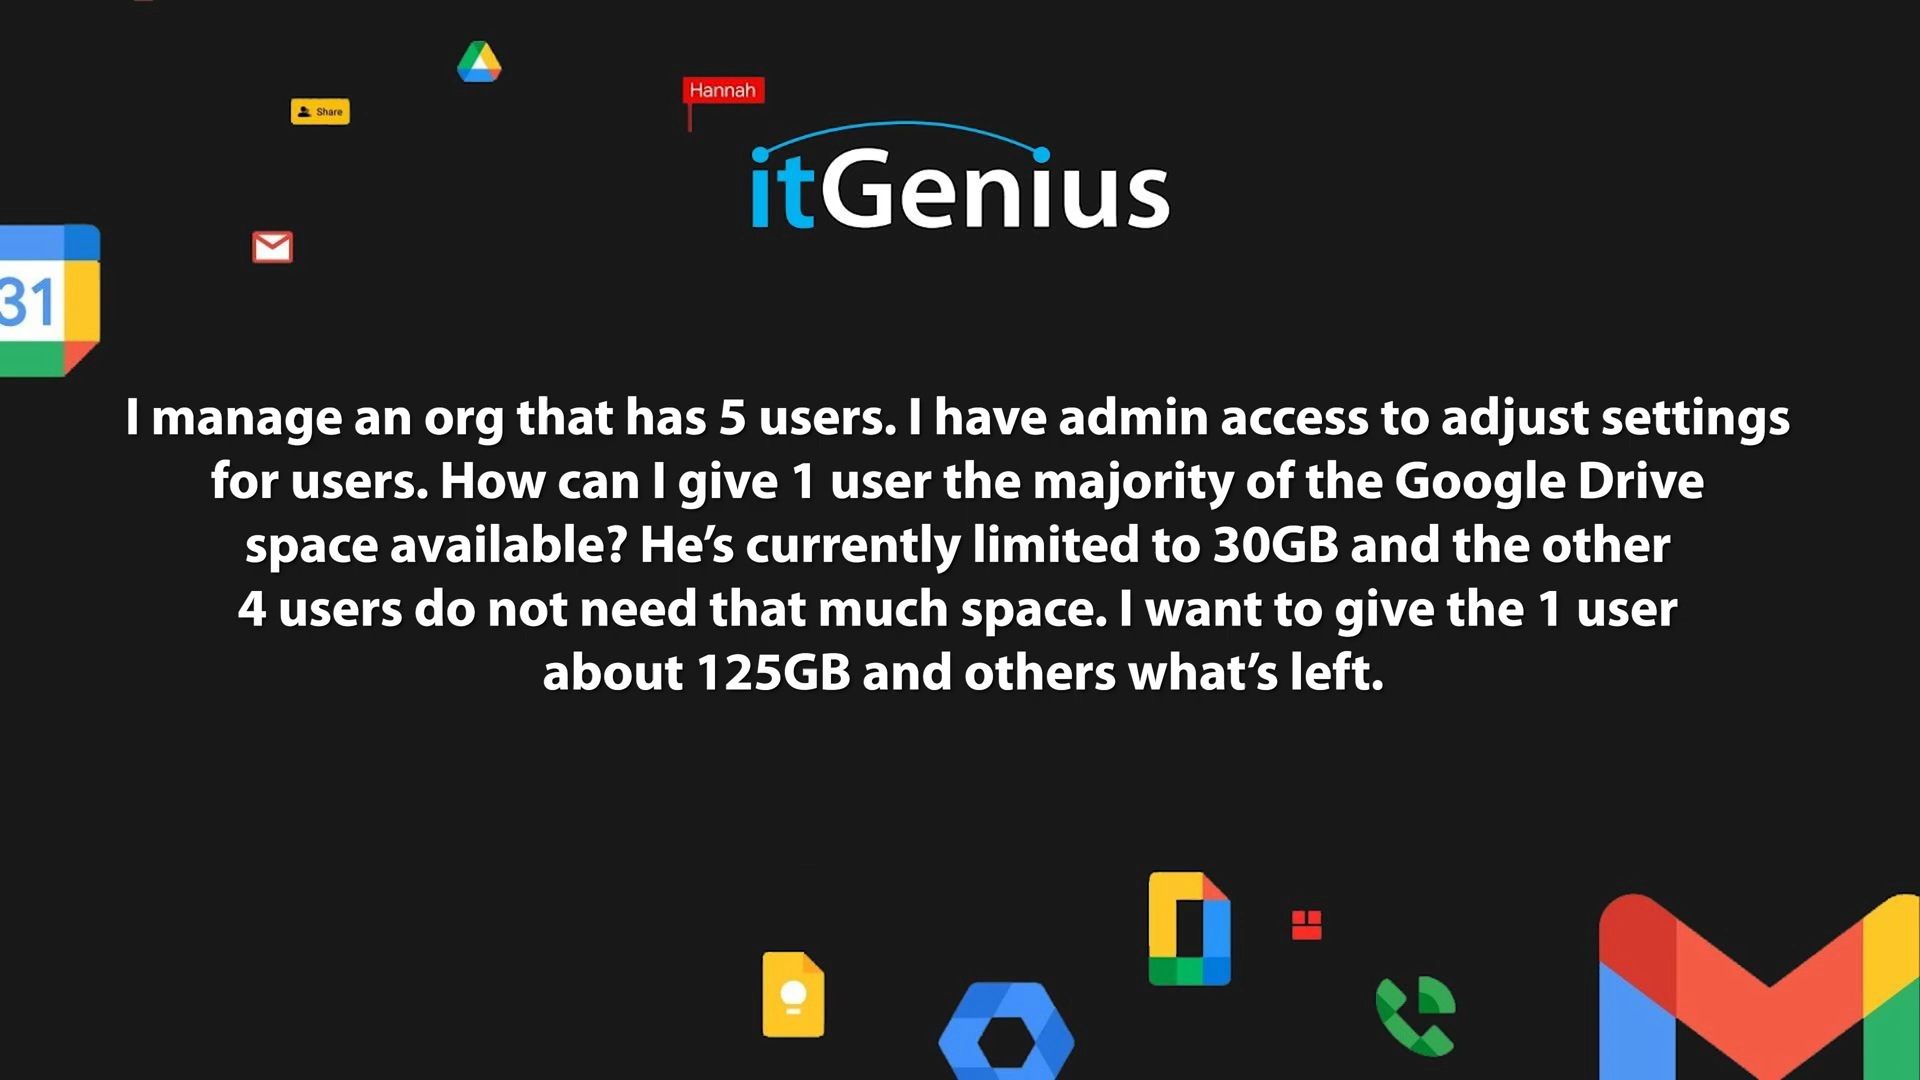 Hannah
Share
itGenius
31
I manage an org that has 5 users. I have admin access to adjust settings
for users. How can I give 1 user the majority of the Google Drive
space available? He’s currently limited to 30GB and the other
4 users do not need that much space. I want to give the 1 user
about 125GB and others what’s left.